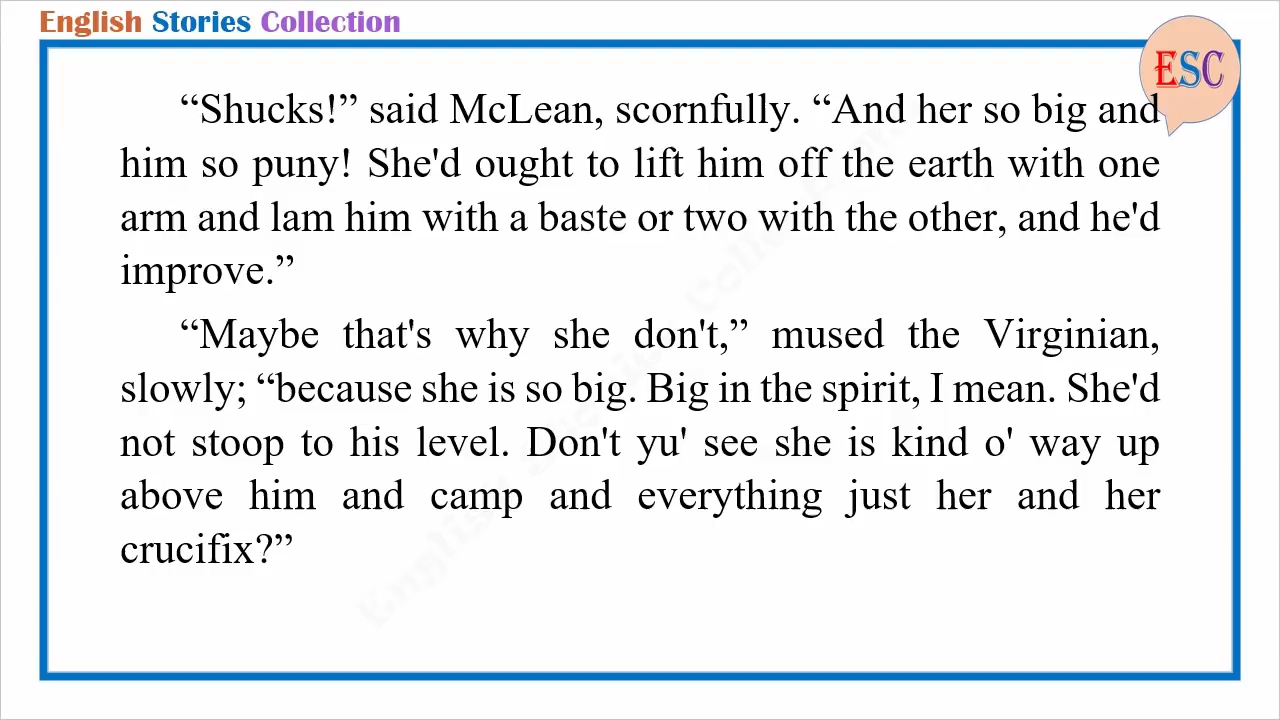 English Stories Collection
ESC
“Shucks!” said McLean, scornfully. “And her so big and
him so puny! She'd ought to lift him off the earth with one
arm and lam him with a baste or two with the other, and he'd
improve.”
“Maybe that's why she don't,” mused the Virginian,
slowly; “because she is so big. Big in the spirit, I mean. She'd
not stoop to his level. Don't yu' see she is kind o' way up
above him and camp and everything just her and her
crucifix?”